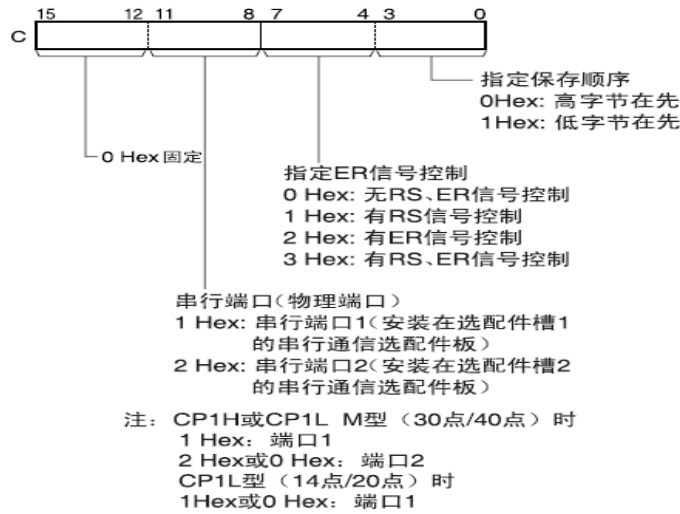 15 12 11 8 7 4 3 0
C
指定保存顺序
0Hex: 高字节在先
1Hex: 低字节在先
0 Hex 固定
指定ER信号控制
0 Hex: 无RS、ER信号控制
1 Hex: 有RS信号控制
2 Hex: 有ER信号控制
3 Hex: 有RS、ER信号控制
串行端口(物理端口)
1 Hex: 串行端口1(安装在选配件槽1
的串行通信选配件板)
2 Hex: 串行端口2(安装在选配件槽2
的串行通信选配件板)
注：CP1H或CP1L M型（30点/40点）时
1 Hex：端口1
2 Hex或0 Hex：端口2
CP1L型（14点/20点）时
1Hex或0 Hex：端口1